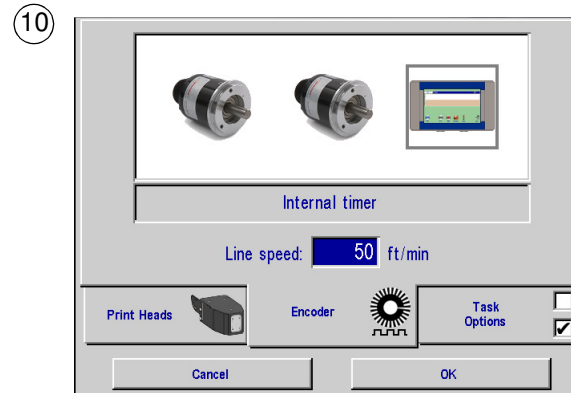 10
Internal timer
Line speed: 50 ft/min
Print Heads
Encoder
Task
Options
Cancel
OK